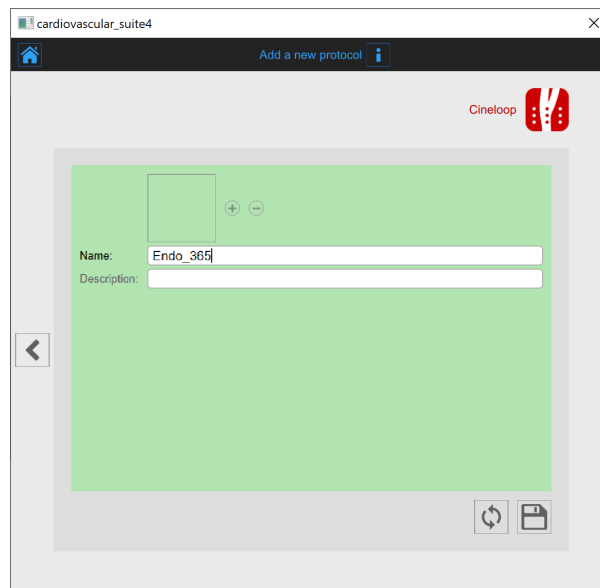 cardiovascular_suite4
Add a new protocol
Cineloop
Name: Endo_365
Description: